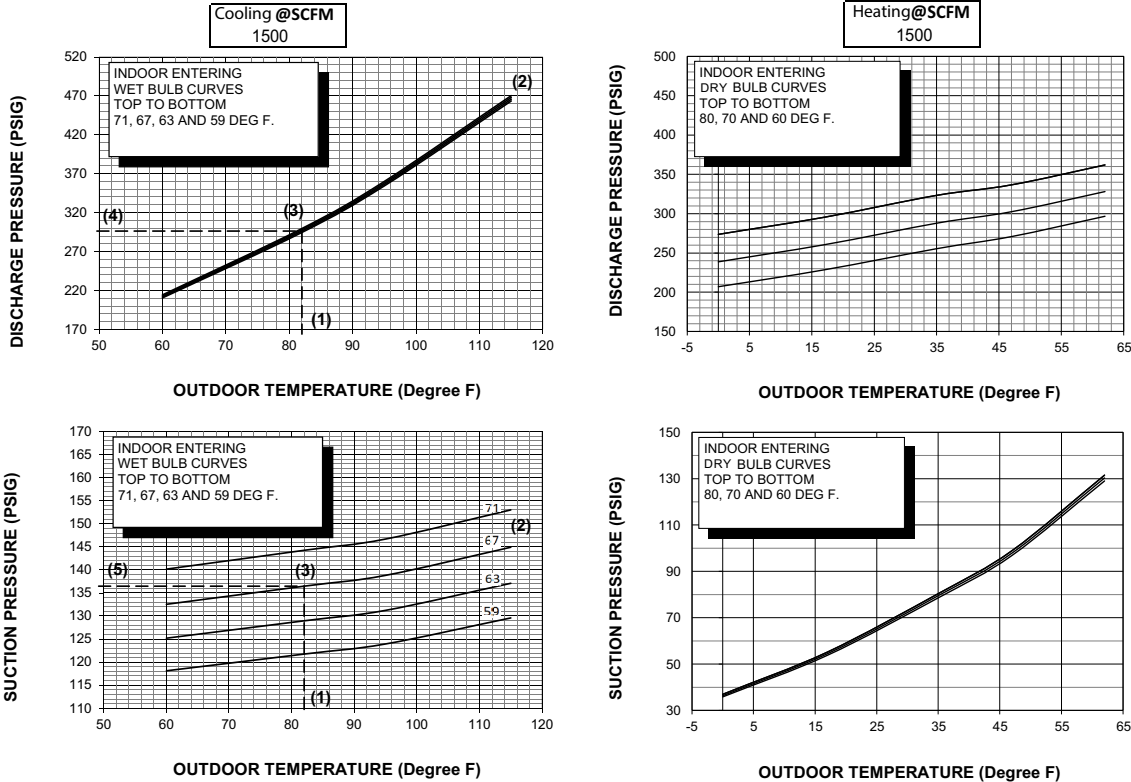 Cooling @SCFM
1500
520
470
420
370
320
270
220
170
DISCHARGE PRESSURE (PSIG)
INDOOR ENTERING
WET BULB CURVES
TOP TO BOTTOM
71, 67, 63 AND 59 DEG F.
(2)
(3)
(4)
(1)
50 60 70 80 90 100 110 120
OUTDOOR TEMPERATURE (Degree F)
Heating@SCFM
1500
500
450
400
350
300
250
200
150
DISCHARGE PRESSURE (PSIG)
INDOOR ENTERING
DRY BULB CURVES
TOP TO BOTTOM
80, 70 AND 60 DEG F.
-5 5 15 25 35 45 55 65
OUTDOOR TEMPERATURE (Degree F)
170
165
160
155
150
145
140
135
130
125
120
115
110
SUCTION PRESSURE (PSIG)
INDOOR ENTERING
WET BULB CURVES
TOP TO BOTTOM
71, 67, 63 AND 59 DEG F.
71
(2)
67
(5)
(3)
63
59
(1)
60 70 80 90 100 110 120
OUTDOOR TEMPERATURE (Degree F)
150
130
110
90
70
50
30
SUCTION PRESSURE (PSIG)
INDOOR ENTERING
DRY BULB CURVES
TOP TO BOTTOM
80, 70 AND 60 DEG F.
-5 5 15 25 35 45 55 65
OUTDOOR TEMPERATURE (Degree F)